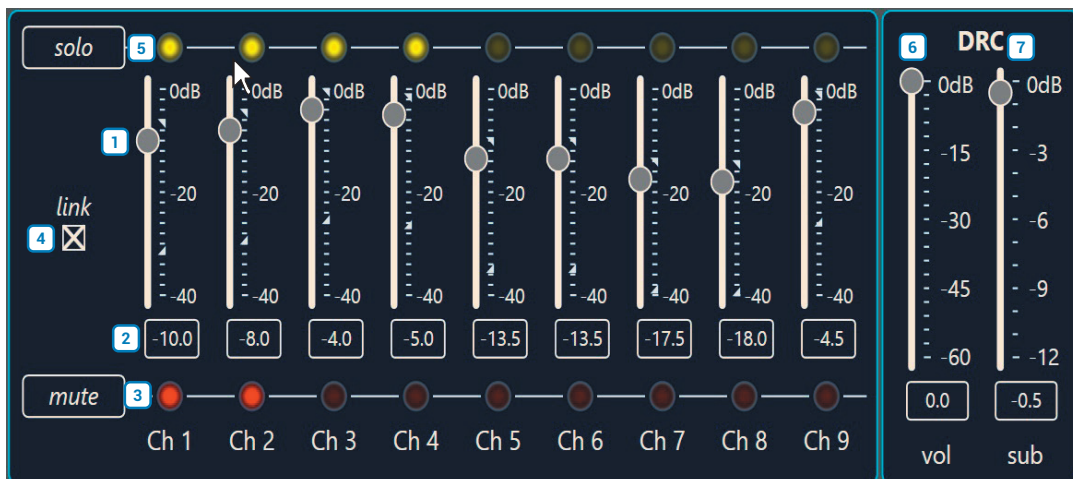 solo 5 6 DRC 7
0dB 0dB 0dB 0dB 0dB 0dB 0dB 0dB 0dB 0dB 0dB
1
-15 -3
-20 -20 -20 -20 -20 -20 -20 -20 -20
link
-30 -6
4
-45 -9
-40 -40 -40 -40 -40 -40 -40 -40 -40
2 -10.0 -8.0 -4.0 -5.0 -13.5 -13.5 -17.5 -18.0 -4.5
-60 -12
mute 3 0.0 -0.5
Ch 1 Ch 2 Ch 3 Ch 4 Ch 5 Ch 6 Ch 7 Ch 8 Ch 9
vol sub